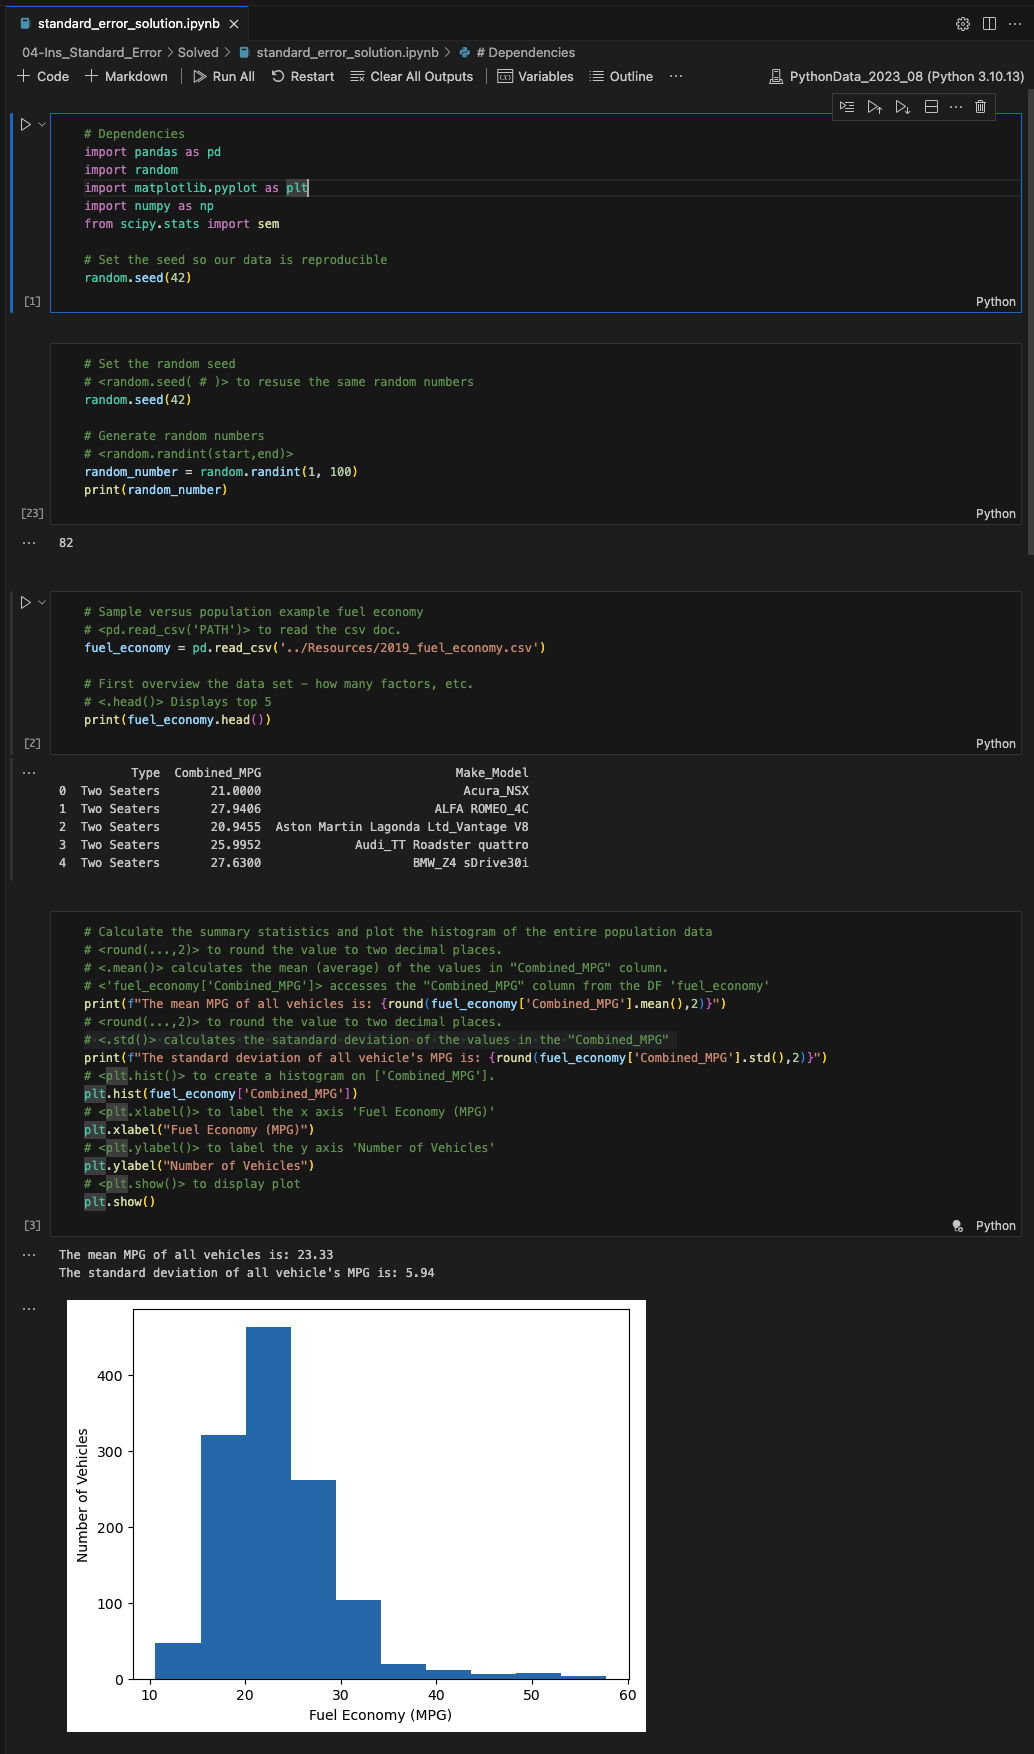 standard_error_solution.ipynb
04-Ins_Standard_Error > Solved > standard_error_solution.ipynb > # Dependencies
+ Code + Markdown Run All Restart Clear All Outputs Variables Outline ... PythonData_2023_08 (Python 3.10.13)
# Dependencies
import pandas as pd
import random
import matplotlib.pyplot as plt
import numpy as np
from scipy.stats import sem
# Set the seed so our data is reproducible
random.seed(42)
[1] Python
# Set the random seed
# <random.seed( # )> to resuse the same random numbers
random.seed(42)
# Generate random numbers
# <random.randint(start,end)>
random_number = random.randint(1, 100)
print(random_number)
[23] Python
... 82
# Sample versus population example fuel economy
# <pd.read_csv('PATH')> to read the csv doc.
fuel_economy = pd.read_csv('../Resources/2019_fuel_economy.csv')
# First overview the data set – how many factors, etc.
# <.head()> Displays top 5
print(fuel_economy.head())
[2] Python
... Type Combined_MPG Make_Model
0 Two Seaters 21.0000 Acura_NSX
1 Two Seaters 27.9406 ALFA ROMEO_4C
2 Two Seaters 20.9455 Aston Martin Lagonda Ltd_Vantage V8
3 Two Seaters 25.9952 Audi_TT Roadster quattro
4 Two Seaters 27.6300 BMW_Z4 sDrive30i
# Calculate the summary statistics and plot the histogram of the entire population data
# <round(...,2)> to round the value to two decimal places.
# <.mean()> calculates the mean (average) of the values in "Combined_MPG" column.
# <'fuel_economy['Combined_MPG']> accesses the "Combined_MPG" column from the DF 'fuel_economy'
print(f"The mean MPG of all vehicles is: {round(fuel_economy['Combined_MPG'].mean(),2)}")
# <round(...,2)> to round the value to two decimal places.
# <.std()> calculates the satandard deviation of the values in the "Combined_MPG"
print(f"The standard deviation of all vehicle's MPG is: {round(fuel_economy['Combined_MPG'].std(),2)}")
# <plt.hist()> to create a histogram on ['Combined_MPG'].
plt.hist(fuel_economy['Combined_MPG'])
# <plt.xlabel()> to label the x axis 'Fuel Economy (MPG)'
plt.xlabel("Fuel Economy (MPG)")
# <plt.ylabel()> to label the y axis 'Number of Vehicles'
plt.ylabel("Number of Vehicles")
# <plt.show()> to display plot
plt.show()
[3] Python
... The mean MPG of all vehicles is: 23.33
The standard deviation of all vehicle's MPG is: 5.94
...
400
300
200
100
0
Number of Vehicles
10 20 30 40 50 60
Fuel Economy (MPG)